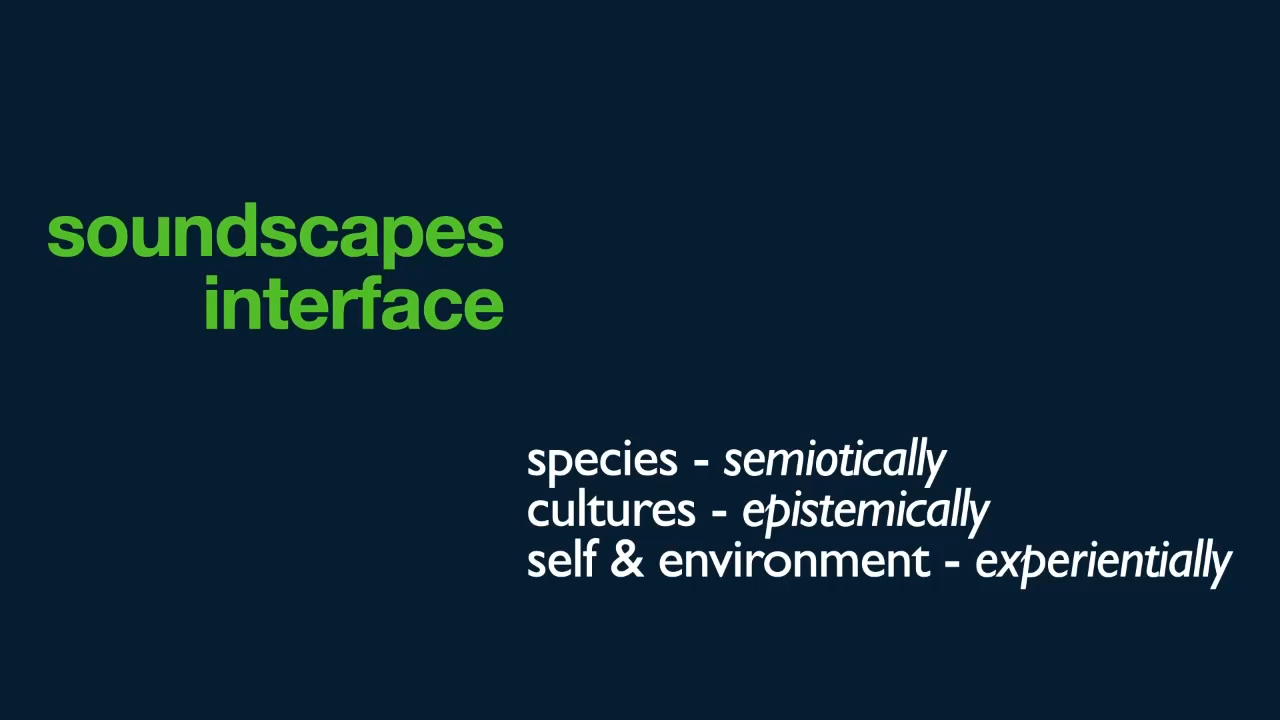 soundscapes
interface
species - semiotically
cultures - epistemically
self & environment - experientially